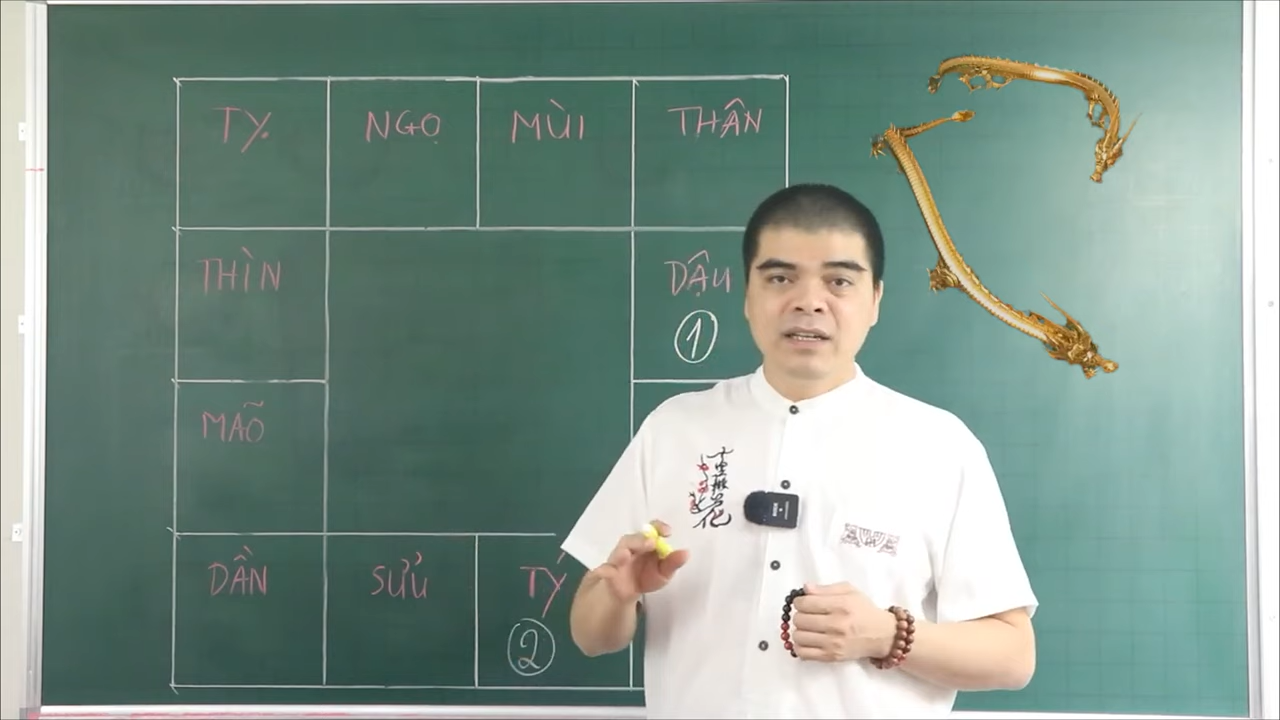 TỴ NGỌ MÙI THÂN
THÌN DẬU
1
MÃO
DẦN SỬU TÝ
2